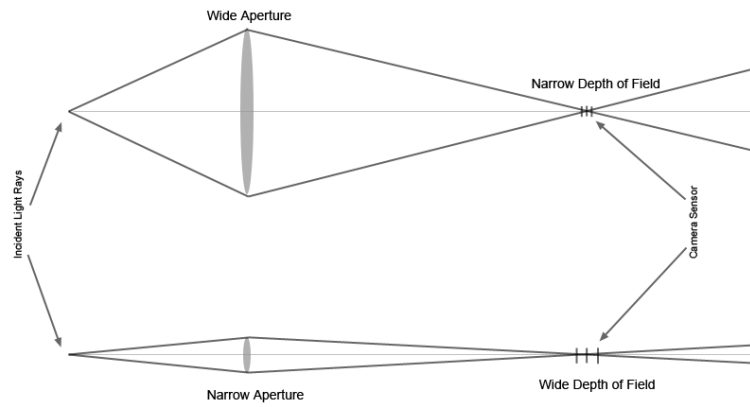 Wide Aperture
Narrow Depth of Field
Incident Light Rays
Camera Sensor
Narrow Aperture
Wide Depth of Field